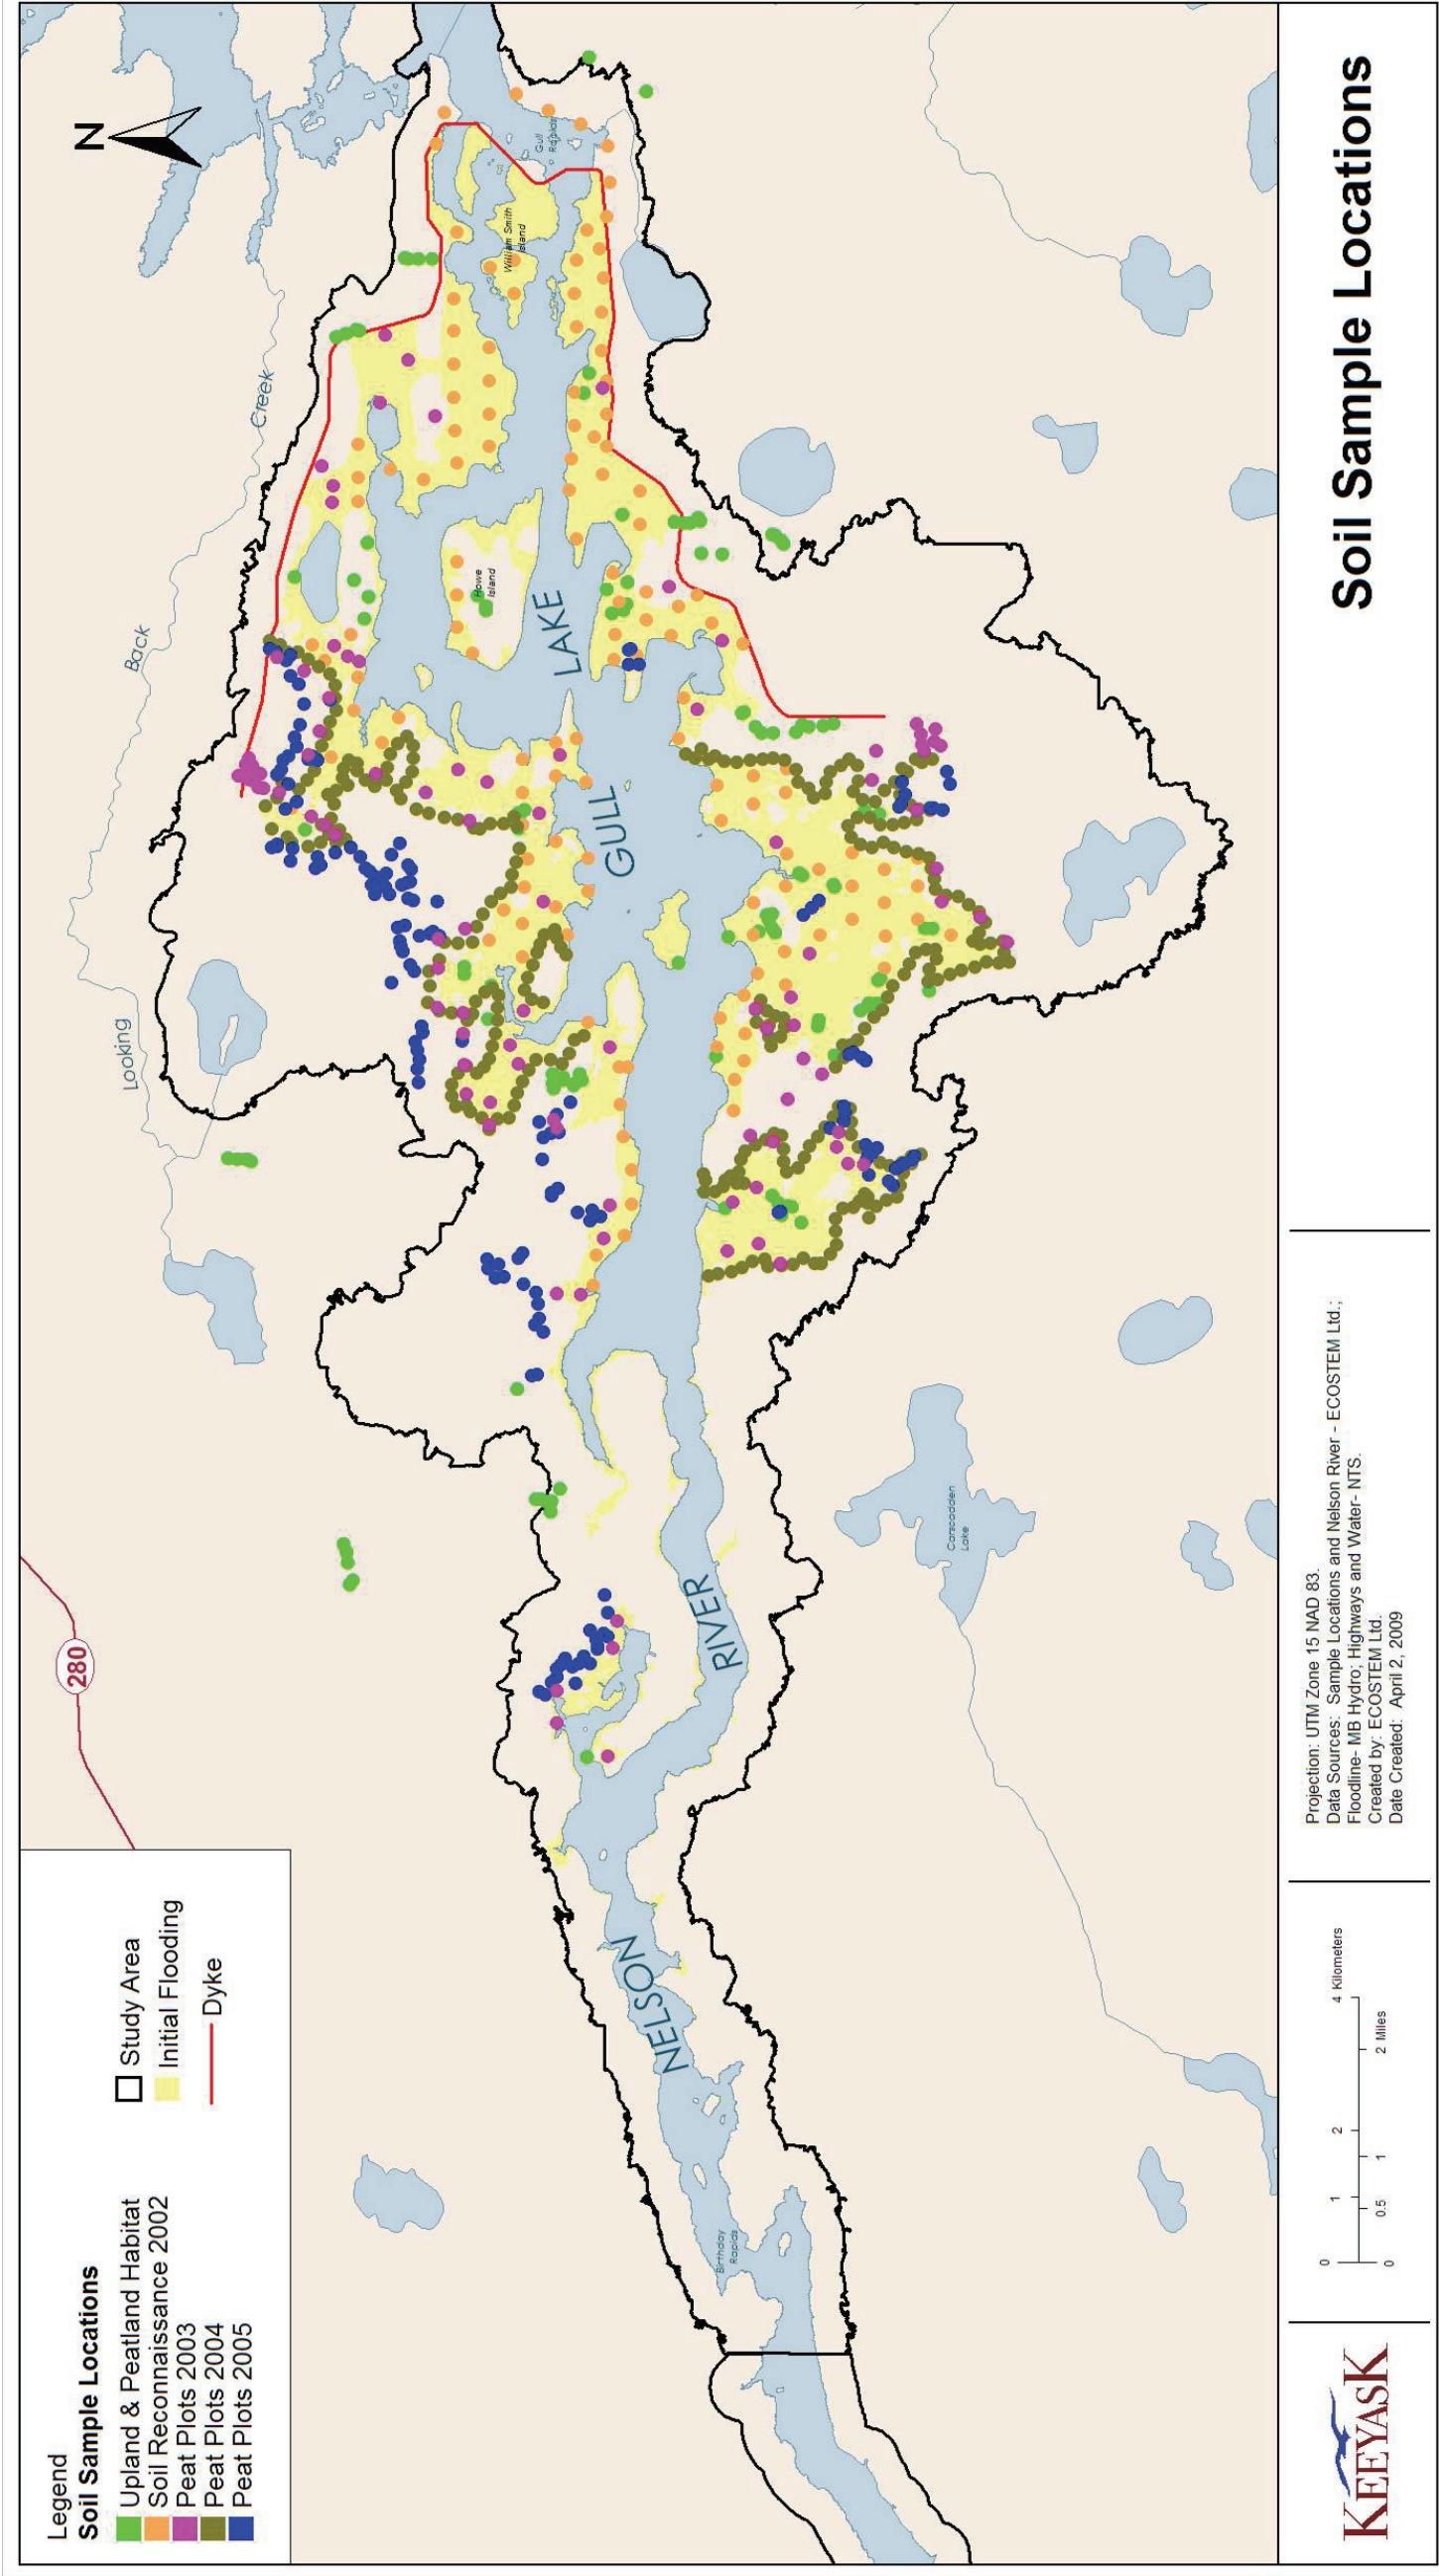 Legend
Soil Sample Locations
Upland & Peatland Habitat
Soil Reconnaissance 2002
Peat Plots 2003
Peat Plots 2004
Peat Plots 2005
Study Area
Initial Flooding
Dyke
280
N
Looking
Back
Creek
NELSON
RIVER
GULL
LAKE
Birthday
Rapids
Howe
Island
William Smith
Island
Gull
Rapids
Carscadden
Lake
KEEYASK
0 1 2 4 Kilometers
0 0.5 1 2 Miles
Projection: UTM Zone 15 NAD 83.
Data Sources: Sample Locations and Nelson River - ECOSTEM Ltd.;
Floodline- MB Hydro; Highways and Water- NTS.
Created by: ECOSTEM Ltd.
Date Created: April 2, 2009
Soil Sample Locations